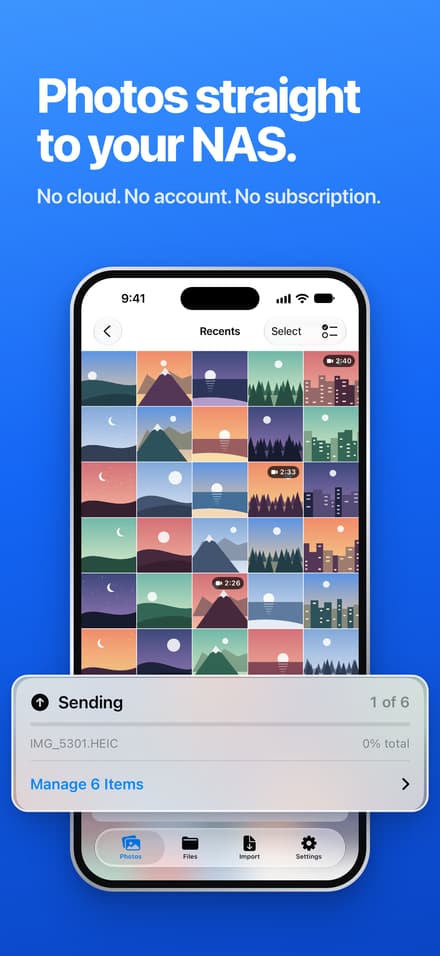 Photos straight
to your NAS.
No cloud. No account. No subscription.
9:41
Recents
Select
2:40
2:33
2:26
Sending
1 of 6
IMG_5301.HEIC
0% total
Manage 6 Items
Photos
Files
Import
Settings